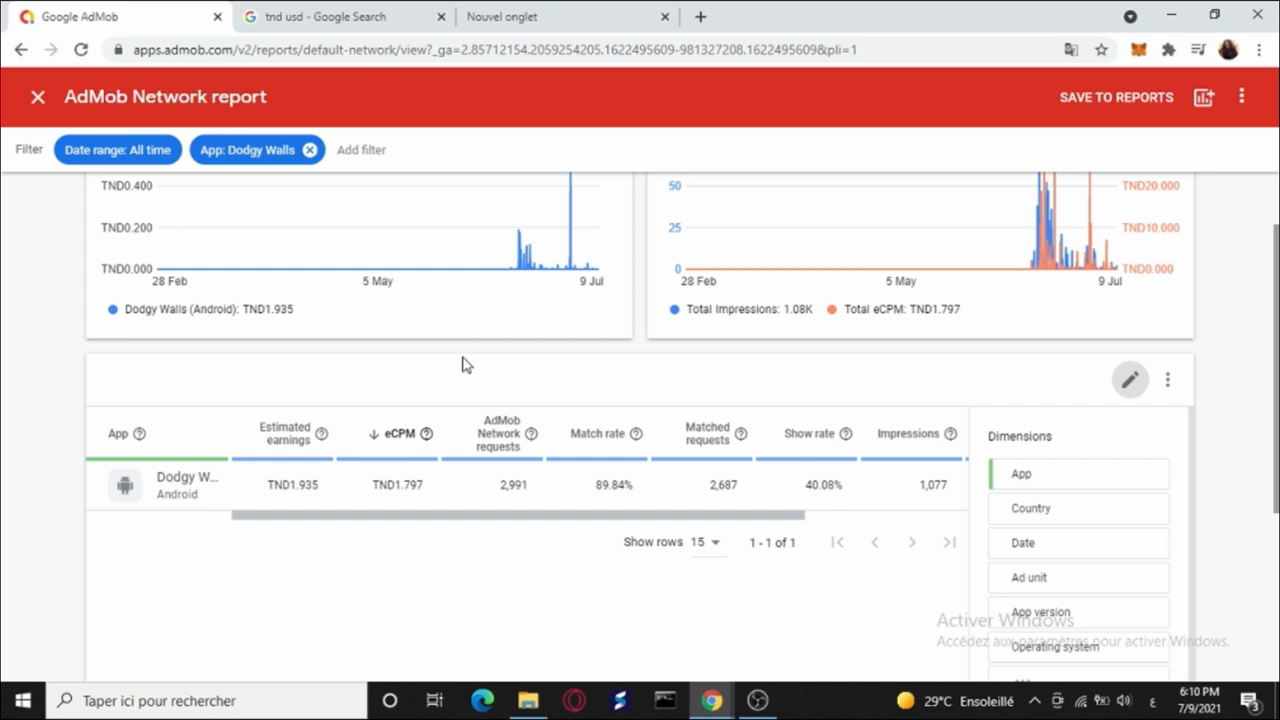 Google AdMob
tnd usd - Google Search
Nouvel onglet
apps.admob.com/v2/reports/default-network/view?_ga=2.85712154.2059254205.1622495609-981327208.1622495609&pli=1
AdMob Network report
SAVE TO REPORTS
Filter
Date range: All time
App: Dodgy Walls
Add filter
TND0.400
TND0.200
TND0.000
28 Feb
5 May
9 Jul
Dodgy Walls (Android): TND1.935
50
25
0
TND20.000
TND10.000
TND0.000
28 Feb
5 May
9 Jul
Total Impressions: 1.08K
Total eCPM: TND1.797
App
Estimated
earnings
eCPM
AdMob
Network
requests
Match rate
Matched
requests
Show rate
Impressions
Dodgy W...
Android
TND1.935
TND1.797
2,991
89.84%
2,687
40.08%
1,077
Show rows 15
1 - 1 of 1
Dimensions
App
Country
Date
Ad unit
App version
Operating system
Activer Windows
Accédez aux paramètres pour activer Windows.
Taper ici pour rechercher
29°C Ensoleillé
ع
6:10 PM
7/9/2021
3